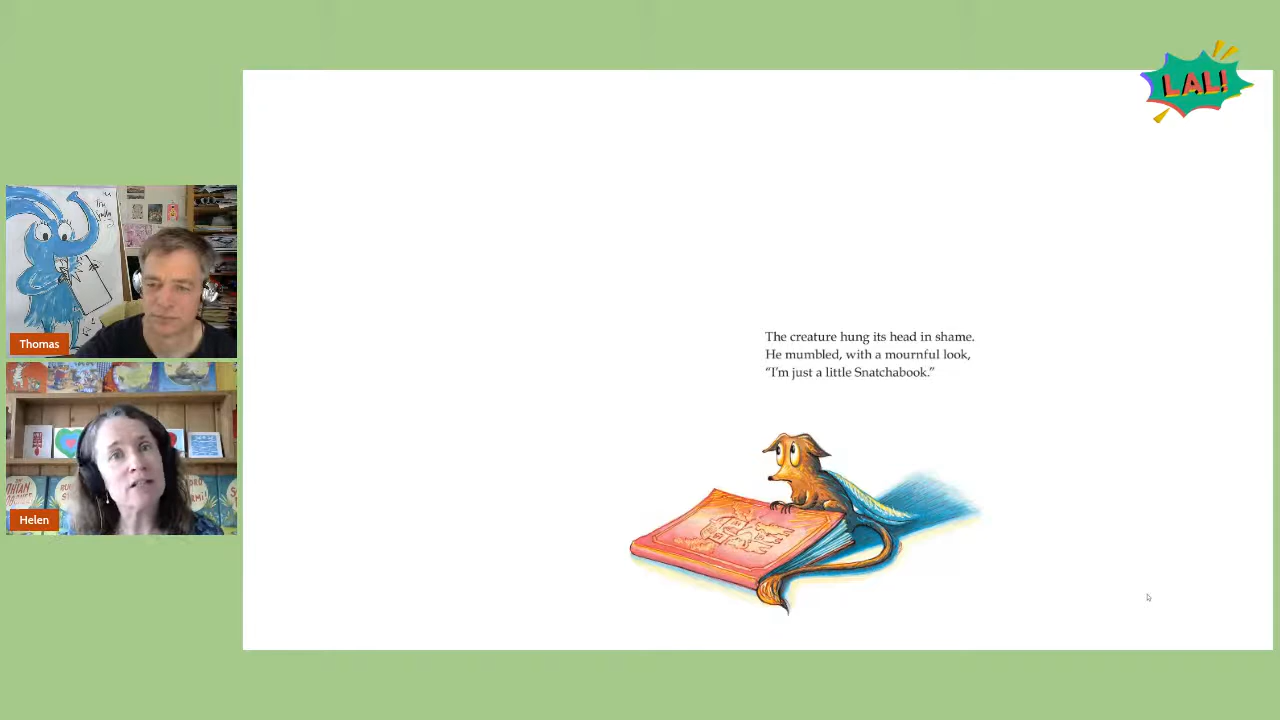 LAL!
The creature hung its head in shame.
He mumbled, with a mournful look,
“I’m just a little Snatchabook.”
Thomas
Helen